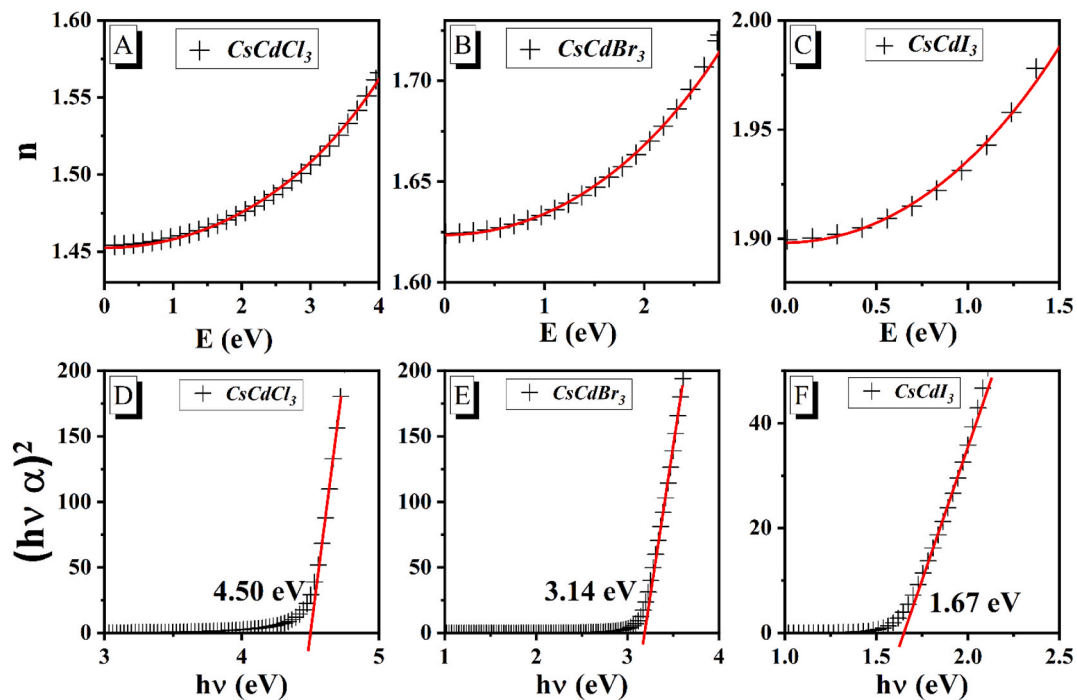 A
CsCdCl3
n
1.60
1.55
1.50
1.45
0
1
2
3
4
E (eV)
B
CsCdBr3
1.70
1.65
1.60
0
1
2
E (eV)
C
CsCdI3
2.00
1.95
1.90
0.0
0.5
1.0
1.5
E (eV)
D
CsCdCl3
(hν α)²
200
150
100
50
0
4.50 eV
3
4
5
hν (eV)
E
CsCdBr3
200
150
100
50
0
3.14 eV
1
2
3
4
hν (eV)
F
CsCdI3
40
20
0
1.67 eV
1.0
1.5
2.0
2.5
hν (eV)